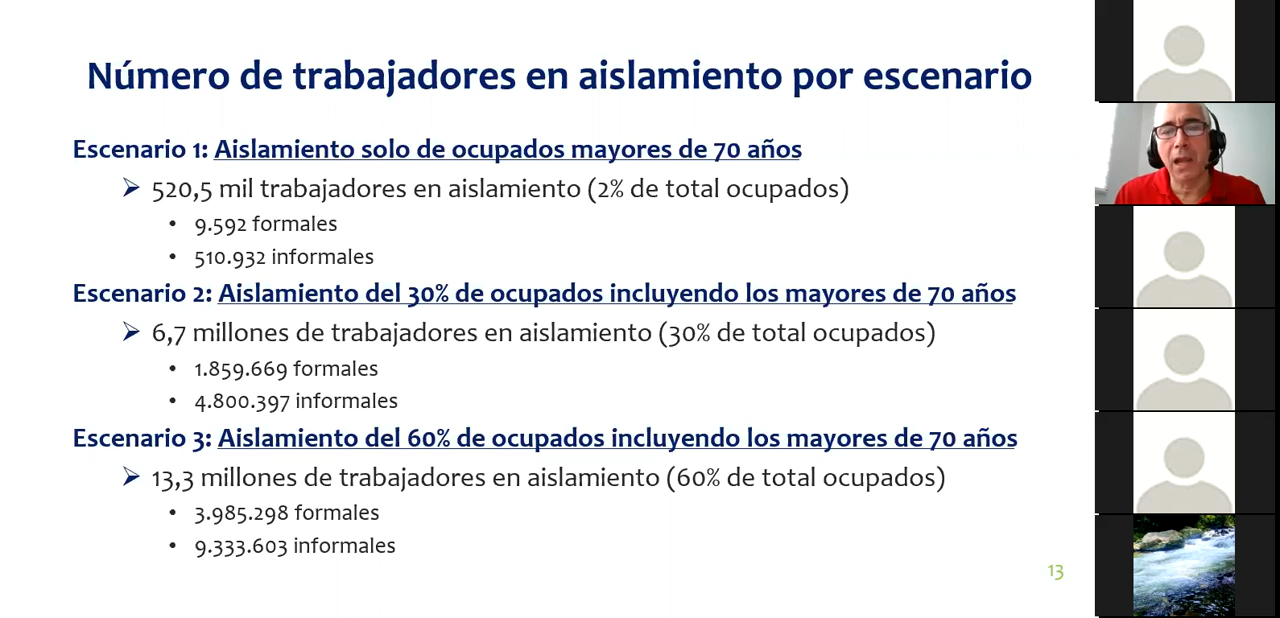 Número de trabajadores en aislamiento por escenario
Escenario 1: Aislamiento solo de ocupados mayores de 70 años
➢ 520,5 mil trabajadores en aislamiento (2% de total ocupados)
• 9.592 formales
• 510.932 informales
Escenario 2: Aislamiento del 30% de ocupados incluyendo los mayores de 70 años
➢ 6,7 millones de trabajadores en aislamiento (30% de total ocupados)
• 1.859.669 formales
• 4.800.397 informales
Escenario 3: Aislamiento del 60% de ocupados incluyendo los mayores de 70 años
➢ 13,3 millones de trabajadores en aislamiento (60% de total ocupados)
• 3.985.298 formales
• 9.333.603 informales
13